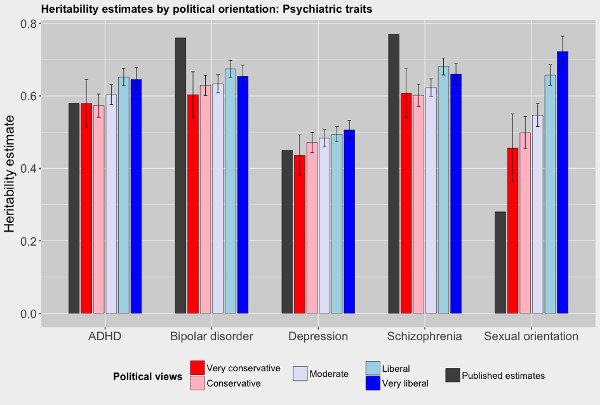 Heritability estimates by political orientation: Psychiatric traits
Heritability estimate
0.8
0.6
0.4
0.2
0.0
ADHD Bipolar disorder Depression Schizophrenia Sexual orientation
Political views
Very conservative
Conservative
Moderate
Liberal
Very liberal
Published estimates